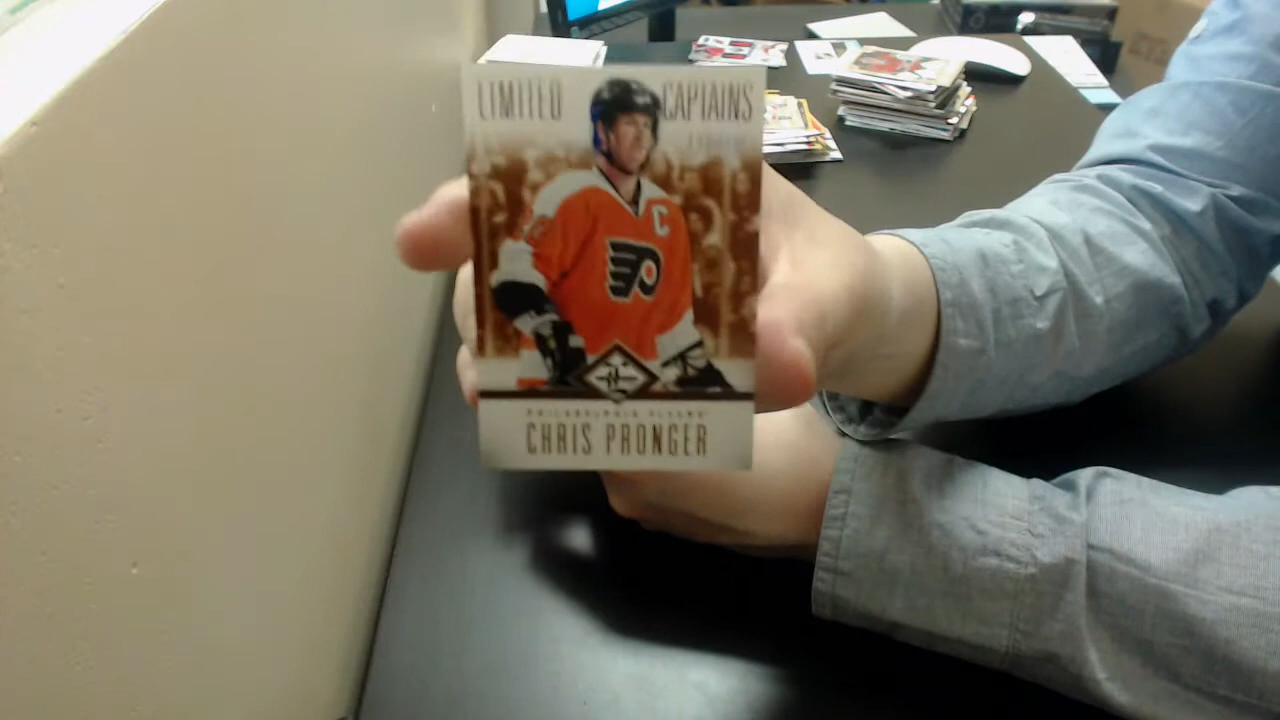 LIMITED CAPTAINS
C
PHILADELPHIA FLYERS
CHRIS PRONGER